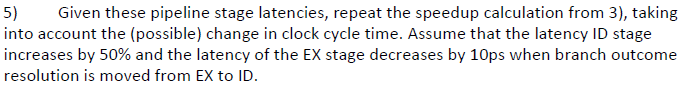 5) Given these pipeline stage latencies, repeat the speedup calculation from 3), taking
into account the (possible) change in clock cycle time. Assume that the latency ID stage
increases by 50% and the latency of the EX stage decreases by 10ps when branch outcome
resolution is moved from EX to ID.